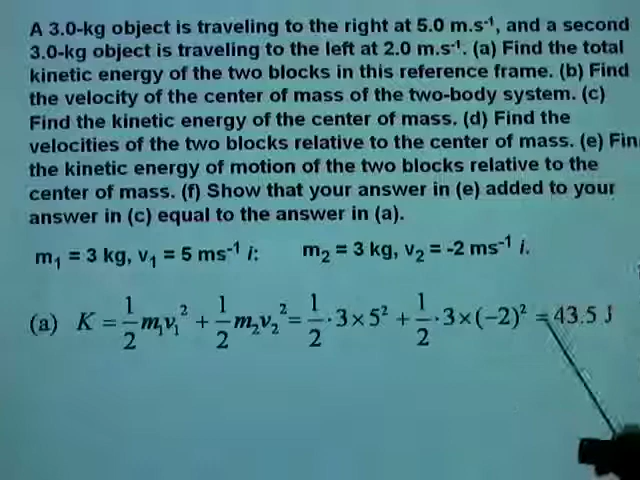 A 3.0-kg object is traveling to the right at 5.0 m.s⁻¹, and a second
3.0-kg object is traveling to the left at 2.0 m.s⁻¹. (a) Find the total
kinetic energy of the two blocks in this reference frame. (b) Find
the velocity of the center of mass of the two-body system. (c)
Find the kinetic energy of the center of mass. (d) Find the
velocities of the two blocks relative to the center of mass. (e) Fin
the kinetic energy of motion of the two blocks relative to the
center of mass. (f) Show that your answer in (e) added to your
answer in (c) equal to the answer in (a).
m₁ = 3 kg, v₁ = 5 ms⁻¹ i: m₂ = 3 kg, v₂ = -2 ms⁻¹ i.
(a) K = 1/2 m₁v₁² + 1/2 m₂v₂² = 1/2 · 3×5² + 1/2 · 3×(−2)² = 43.5 J